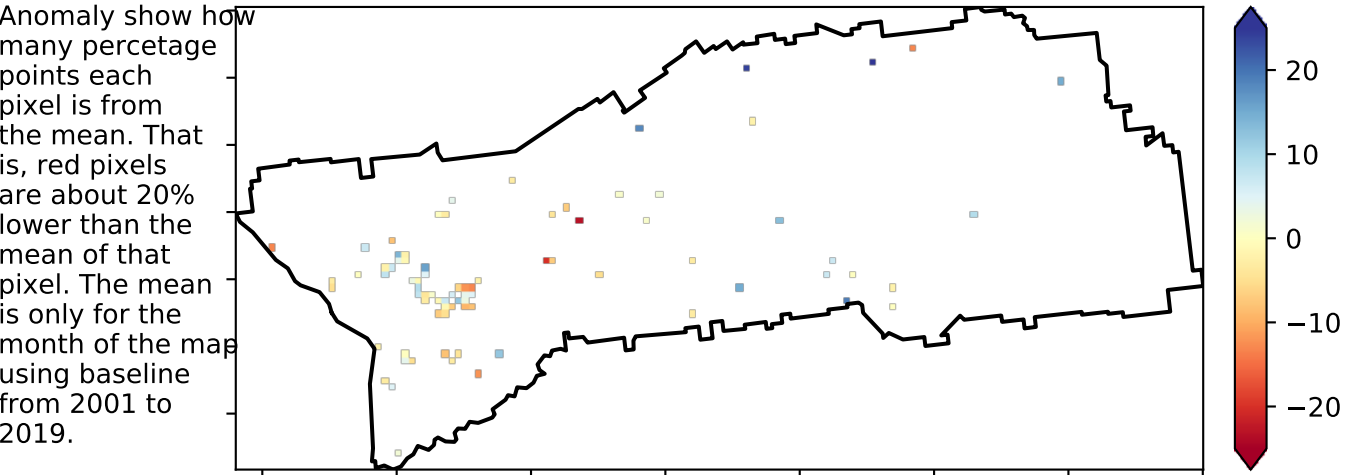 Anomaly show how
many percetage
points each
pixel is from
the mean. That
is, red pixels
are about 20%
lower than the
mean of that
pixel. The mean
is only for the
month of the map
using baseline
from 2001 to
2019.
20
10
0
−10
−20